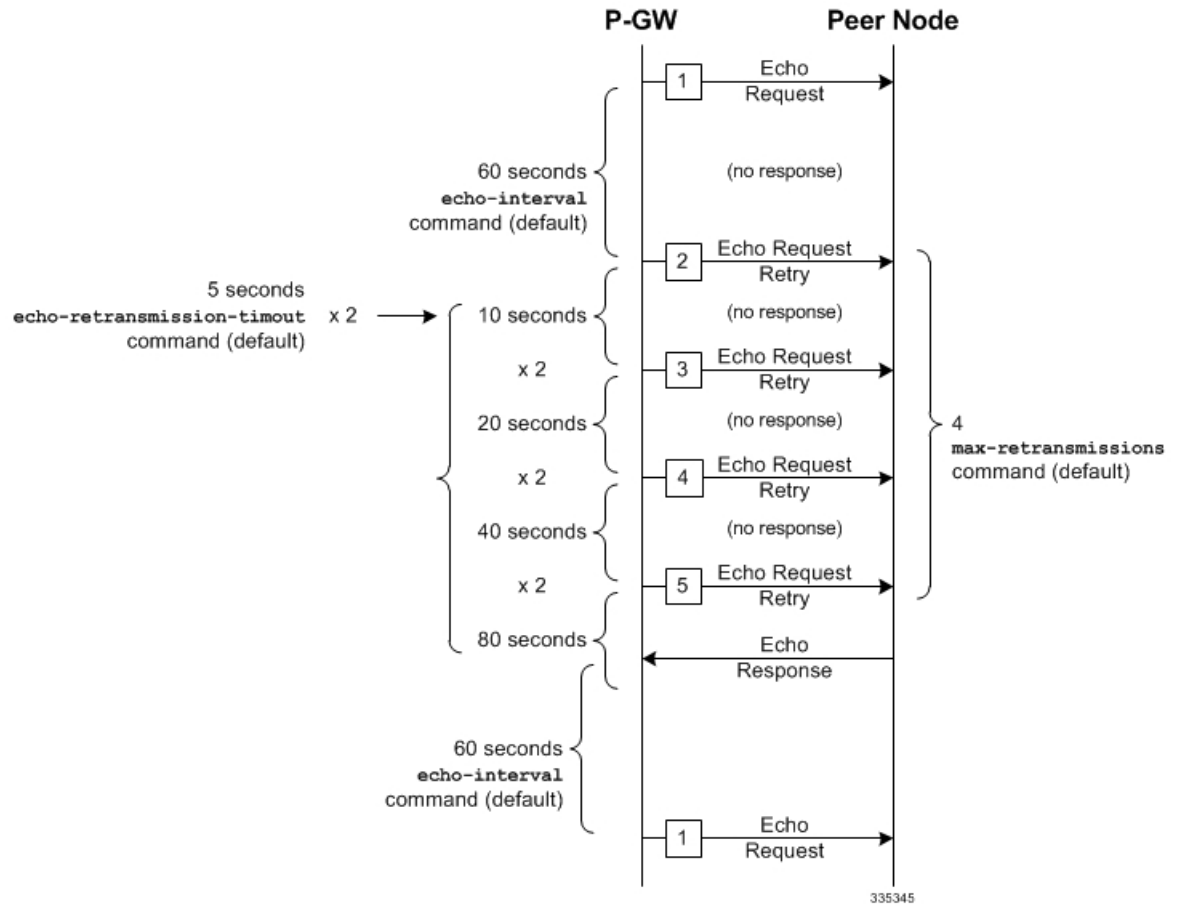 P-GW
Peer Node
1
Echo
Request
60 seconds
echo-interval
command (default)
(no response)
2
Echo Request
Retry
5 seconds
echo-retransmission-timout
command (default)
x 2
10 seconds
(no response)
x 2
3
Echo Request
Retry
20 seconds
(no response)
4
max-retransmissions
command (default)
x 2
4
Echo Request
Retry
40 seconds
(no response)
x 2
5
Echo Request
Retry
80 seconds
Echo
Response
60 seconds
echo-interval
command (default)
1
Echo
Request
335345